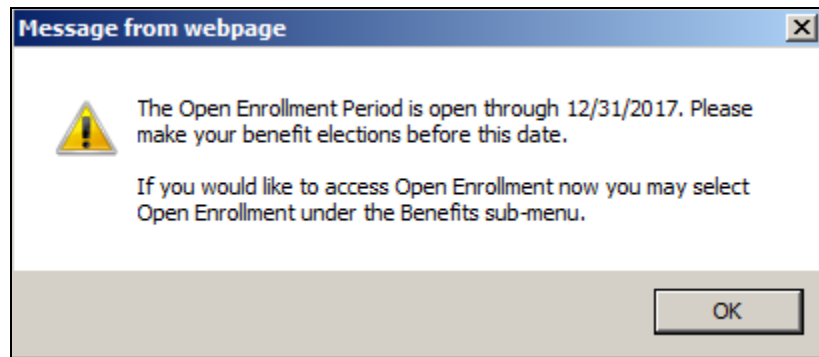 Message from webpage
The Open Enrollment Period is open through 12/31/2017. Please
make your benefit elections before this date.
If you would like to access Open Enrollment now you may select
Open Enrollment under the Benefits sub-menu.
OK